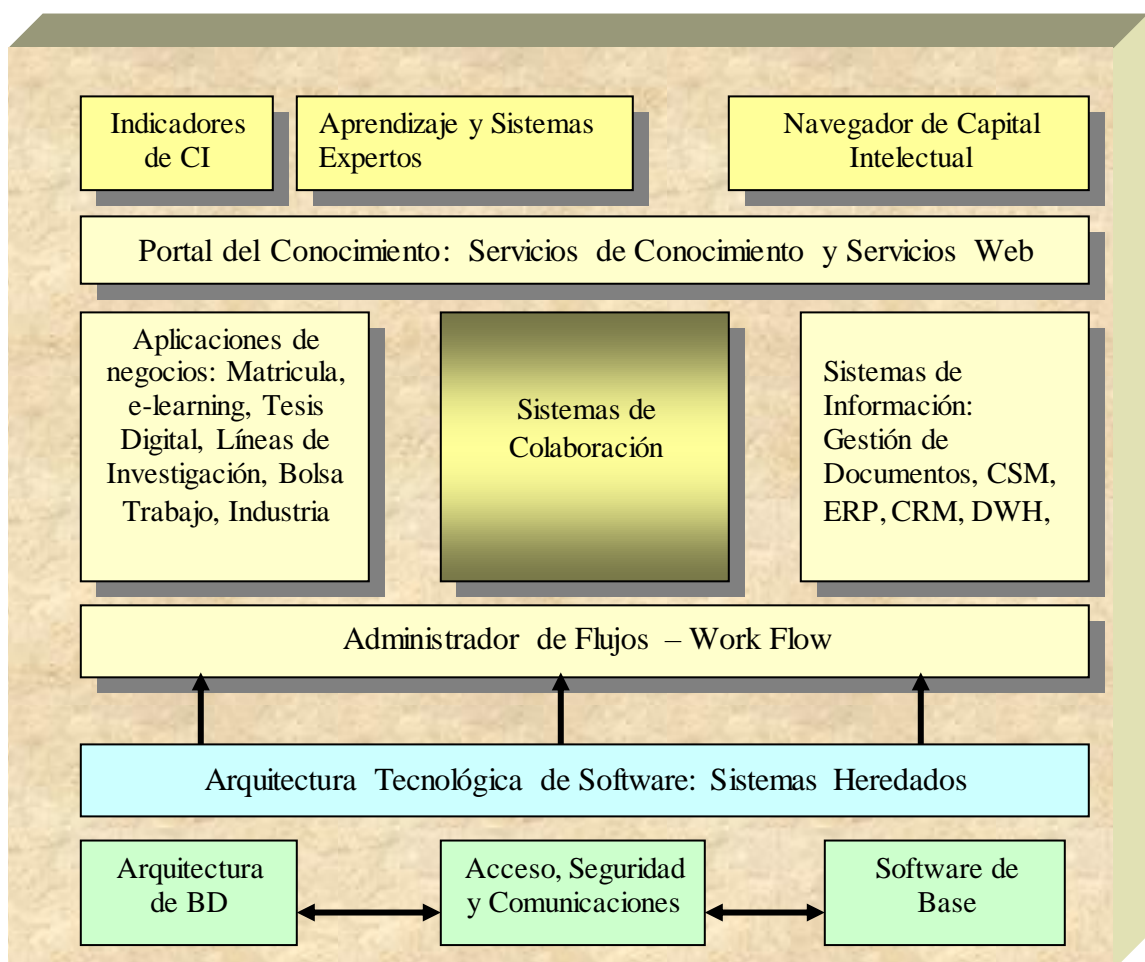 Indicadores
de CI
Aprendizaje y Sistemas
Expertos
Navegador de Capital
Intelectual
Portal del Conocimiento: Servicios de Conocimiento y Servicios Web
Aplicaciones de
negocios: Matricula,
e-learning, Tesis
Digital, Líneas de
Investigación, Bolsa
Trabajo, Industria
Sistemas de
Colaboración
Sistemas de
Información:
Gestión de
Documentos, CSM,
ERP, CRM, DWH,
Administrador de Flujos – Work Flow
Arquitectura Tecnológica de Software: Sistemas Heredados
Arquitectura
de BD
Acceso, Seguridad
y Comunicaciones
Software de
Base